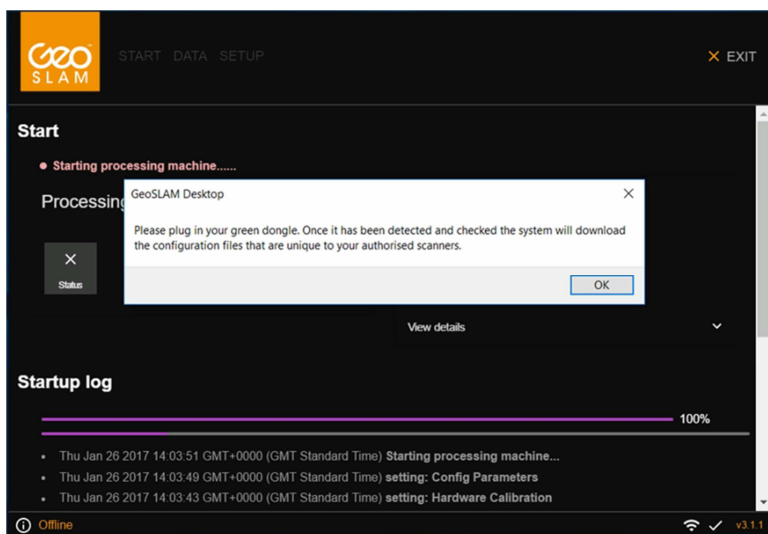 GEO
SLAM
START DATA SETUP
EXIT
Start
Starting processing machine......
Processing
GeoSLAM Desktop
Please plug in your green dongle. Once it has been detected and checked the system will download
the configuration files that are unique to your authorised scanners.
OK
Status
View details
Startup log
100%
Thu Jan 26 2017 14:03:51 GMT+0000 (GMT Standard Time) Starting processing machine...
Thu Jan 26 2017 14:03:49 GMT+0000 (GMT Standard Time) setting: Config Parameters
Thu Jan 26 2017 14:03:43 GMT+0000 (GMT Standard Time) setting: Hardware Calibration
Offline
v3.1.1